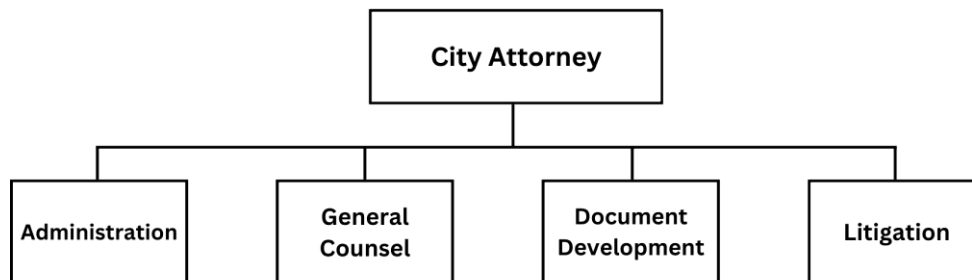 City Attorney
Administration
General
Counsel
Document
Development
Litigation